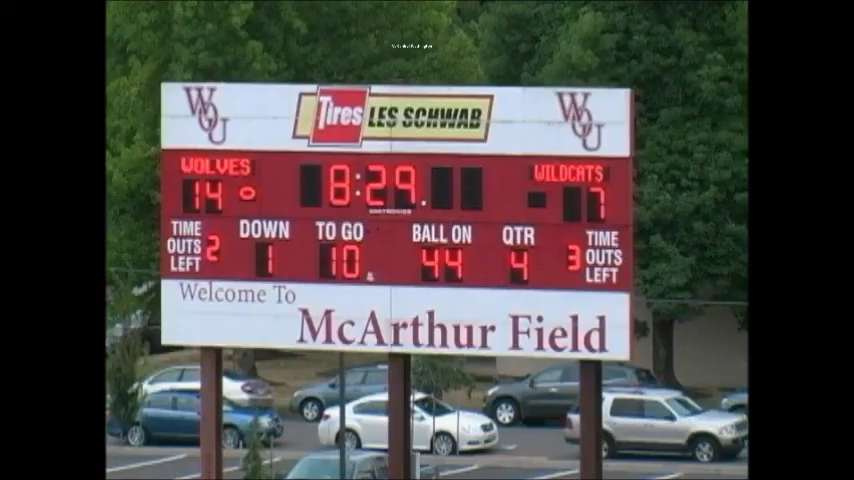 WOU
Tires LES SCHWAB
WOU
WOLVES 8:29. WILDCATS
14 7
TIME OUTS LEFT 2 DOWN 1 TO GO 10 BALL ON 44 QTR 4 3 TIME OUTS LEFT
DAKTRONICS
Welcome To
McArthur Field